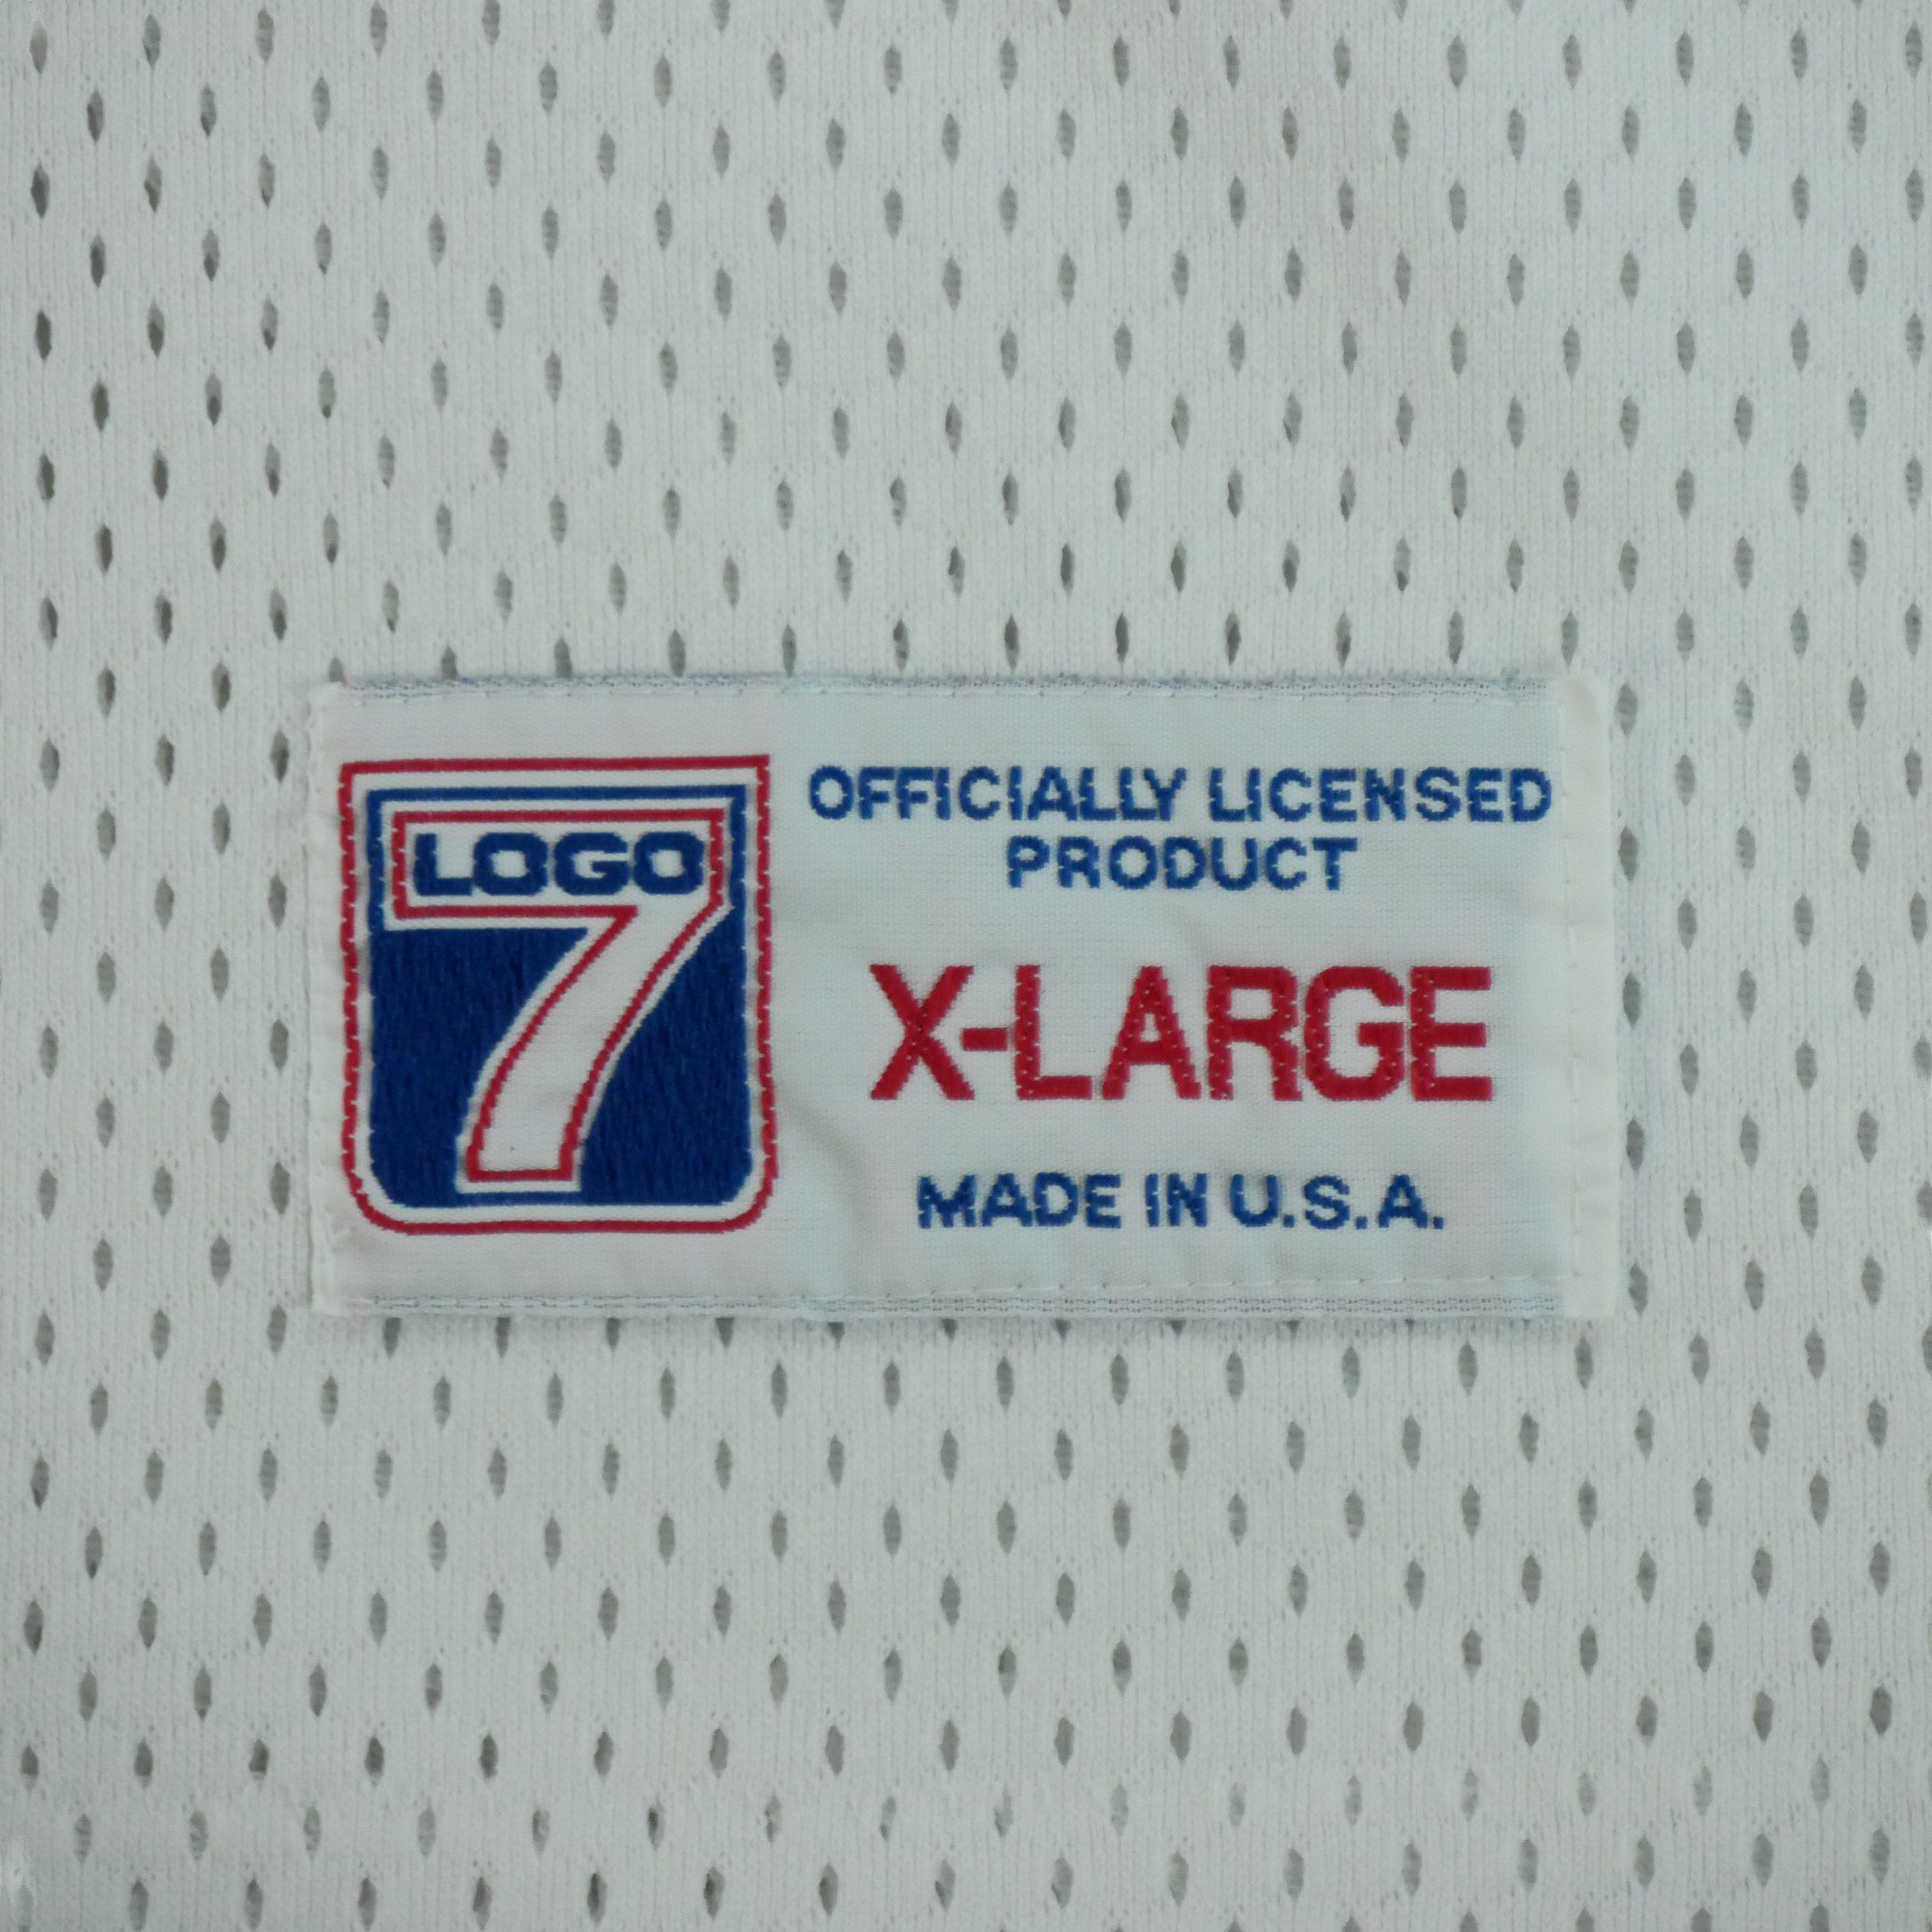 LOGO
7
OFFICIALLY LICENSED
PRODUCT
X-LARGE
MADE IN U.S.A.